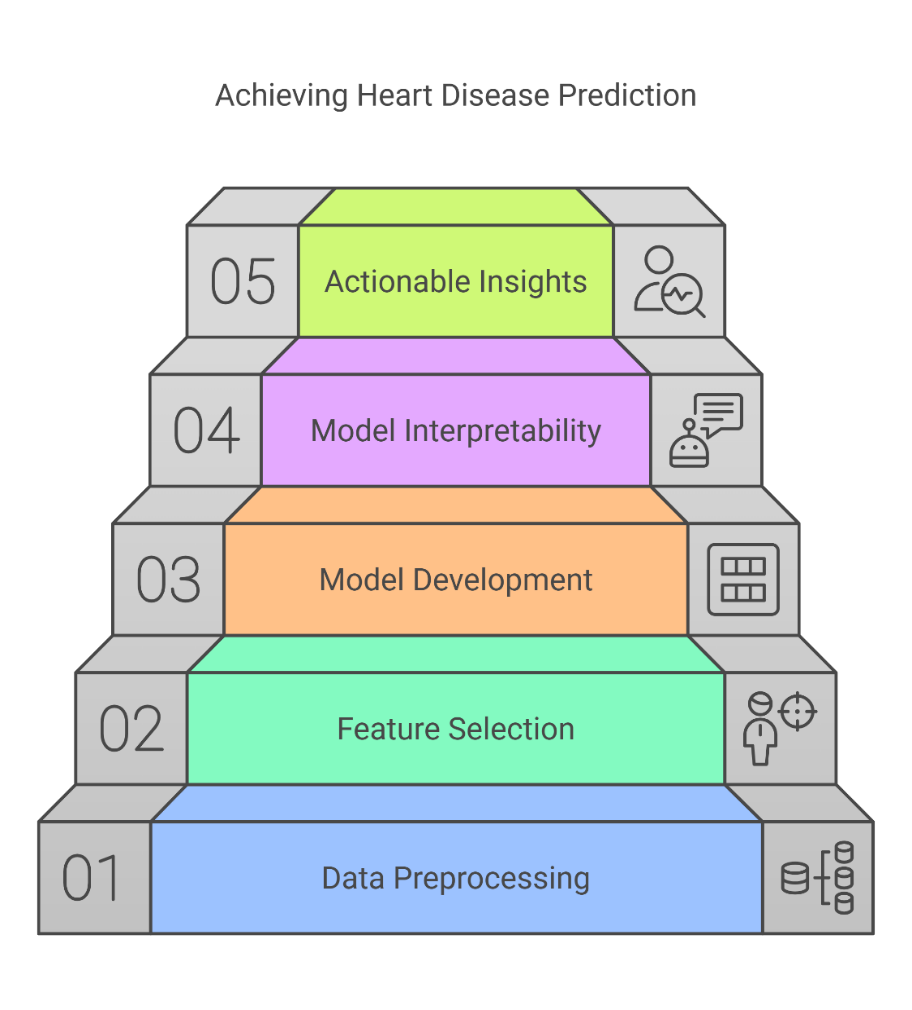 Achieving Heart Disease Prediction
05
Actionable Insights
04
Model Interpretability
03
Model Development
02
Feature Selection
01
Data Preprocessing